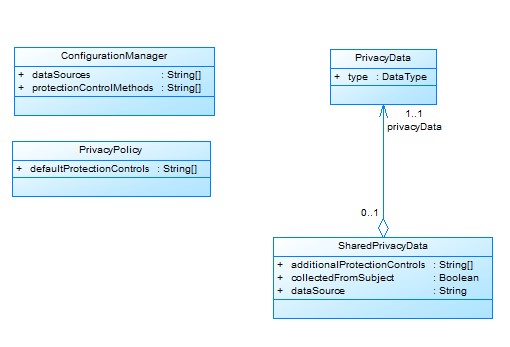 ConfigurationManager
+ dataSources : String[]
+ protectionControlMethods : String[]
PrivacyPolicy
+ defaultProtectionControls : String[]
PrivacyData
+ type : DataType
1..1
privacyData
0..1
SharedPrivacyData
+ additionalProtectionControls : String[]
+ collectedFromSubject : Boolean
+ dataSource : String